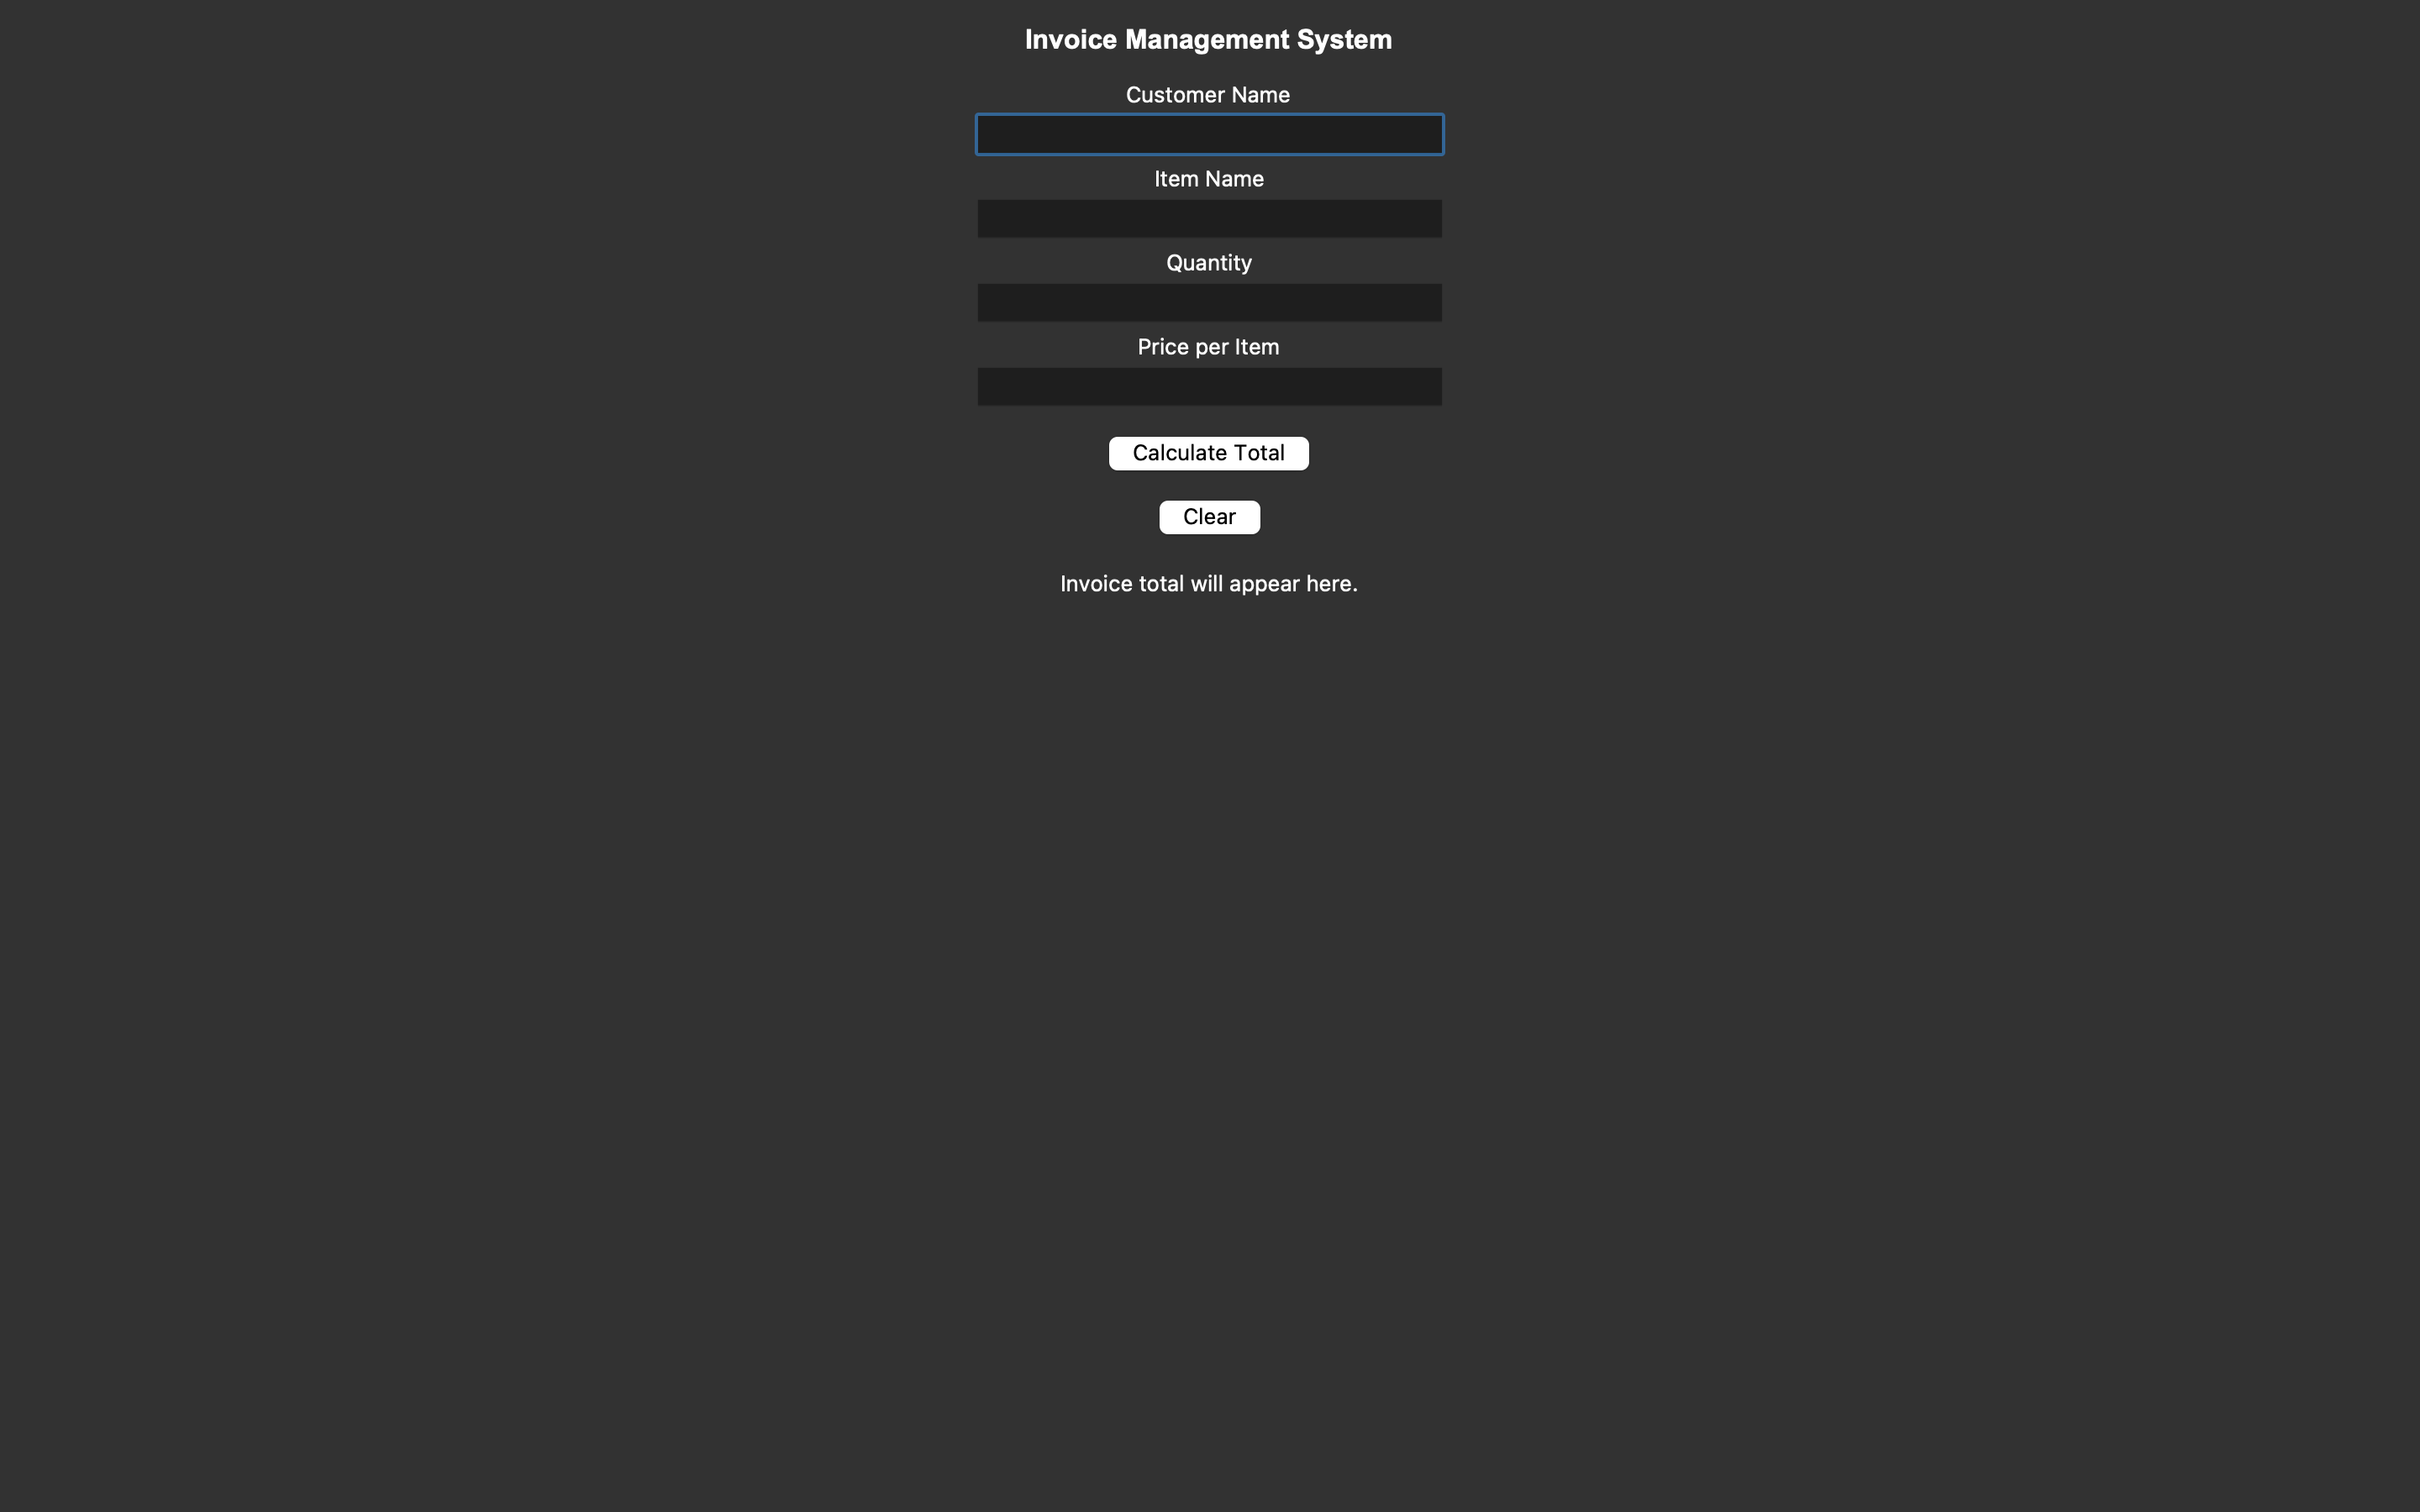 Invoice Management System
Customer Name
Item Name
Quantity
Price per Item
Calculate Total
Clear
Invoice total will appear here.